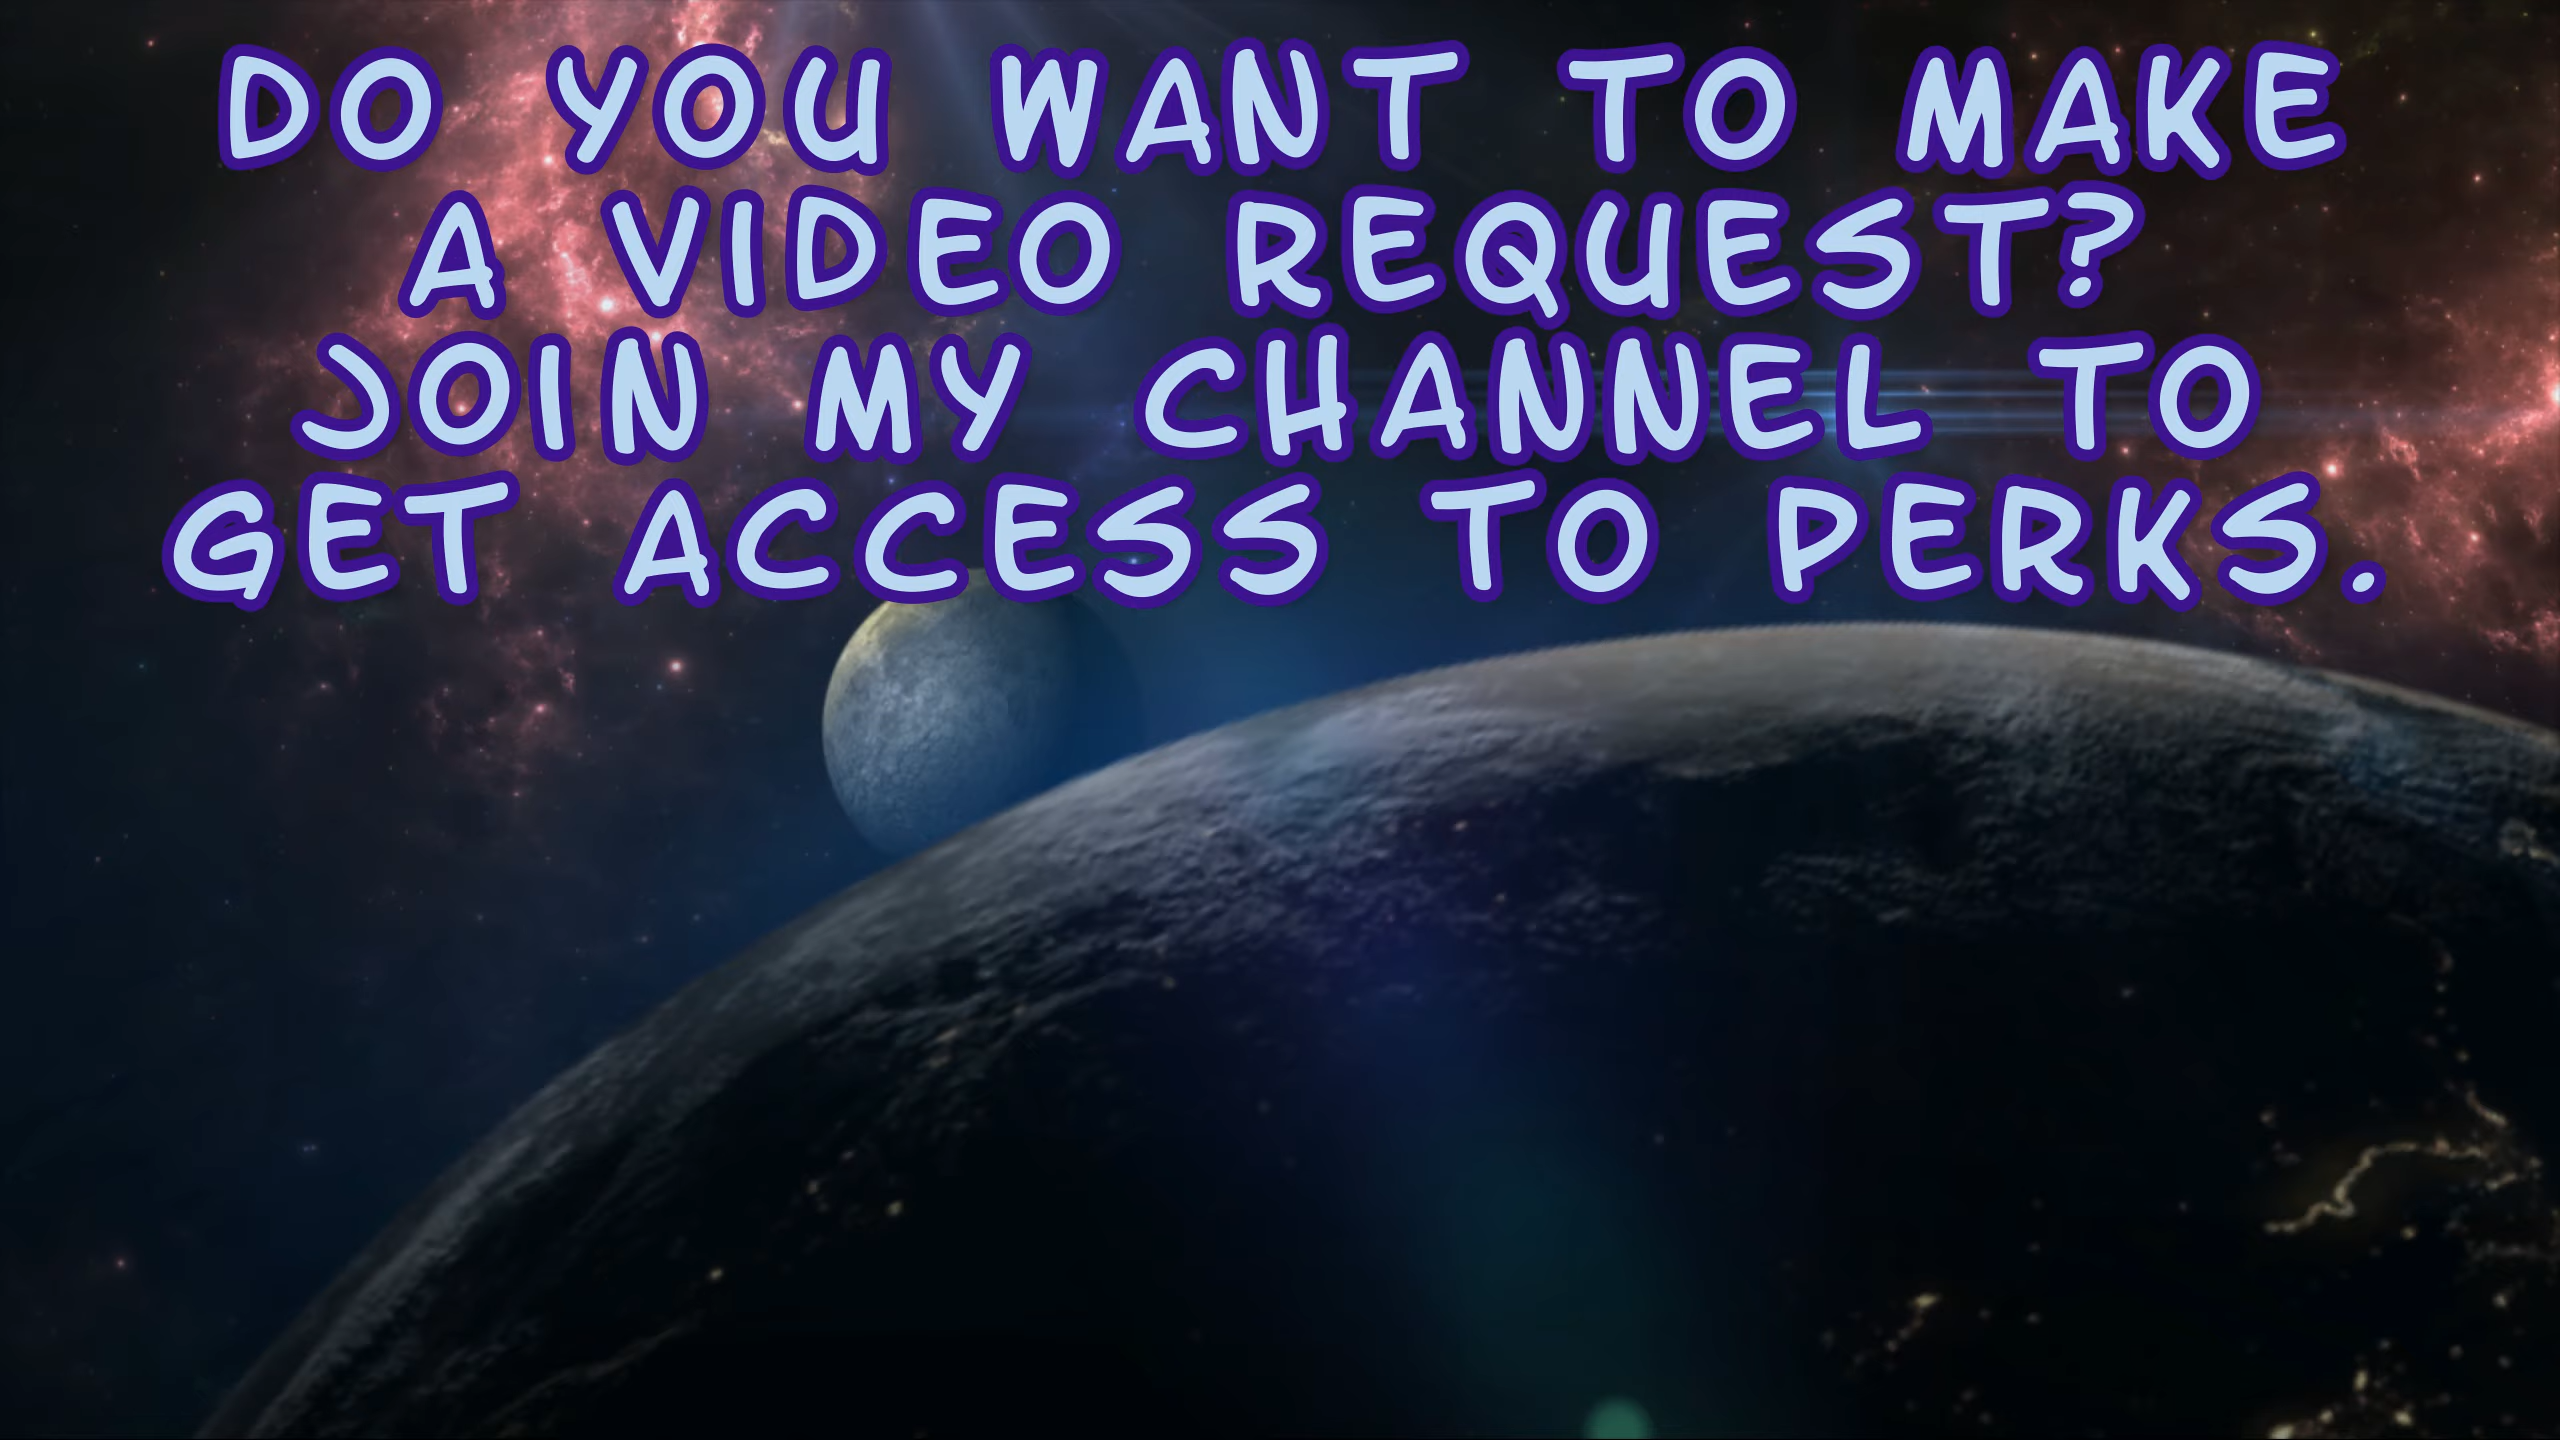 DO YOU WANT TO MAKE
A VIDEO REQUEST?
JOIN MY CHANNEL TO
GET ACCESS TO PERKS.